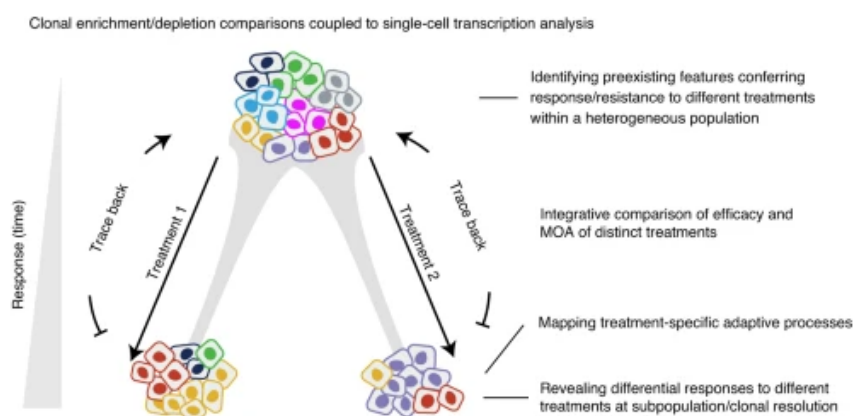 Clonal enrichment/depletion comparisons coupled to single-cell transcription analysis
Identifying preexisting features conferring
response/resistance to different treatments
within a heterogeneous population
Response (time)
Trace back
Treatment 1
Treatment 2
Trace back
Integrative comparison of efficacy and
MOA of distinct treatments
Mapping treatment-specific adaptive processes
Revealing differential responses to different
treatments at subpopulation/clonal resolution